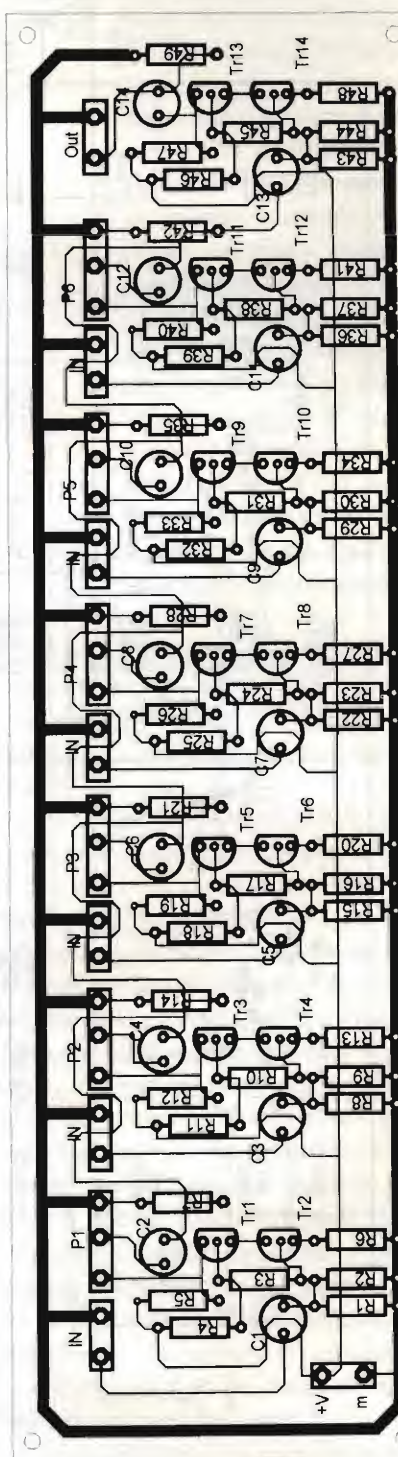 IN
P1
C2
R5
R4
C1
Tr1
Tr2
R3
R6
R2
R1
+V
m
IN
P2
R14
C4
R12
R11
C3
Tr3
Tr4
R10
R13
R9
R8
IN
P3
R21
C6
R19
R18
C5
Tr5
Tr6
R17
R20
R16
R15
IN
P4
R28
C8
R26
R25
C7
Tr7
Tr8
R24
R27
R23
R22
IN
P5
R35
C10
R33
R32
C9
Tr9
Tr10
R31
R34
R30
R29
IN
P6
R42
C12
R40
R39
C11
Tr11
Tr12
R38
R41
R37
R36
Out
R49
C14
R47
R46
C13
Tr13
Tr14
R45
R48
R44
R43